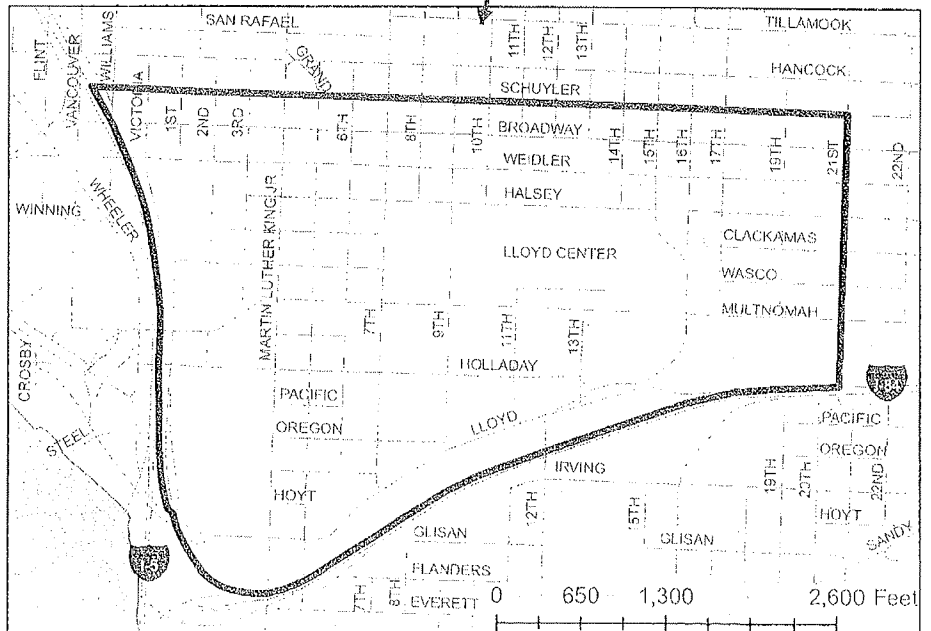 SAN RAFAEL
TILLAMOOK
FLINT
VANCOUVER
WILLIAMS
GRAND
11TH
12TH
13TH
HANCOCK
SCHUYLER
VICTORIA
1ST
2ND
3RD
6TH
8TH
10TH
BROADWAY
14TH
15TH
16TH
17TH
19TH
21ST
22ND
WEIDLER
WHEELER
WINNING
HALSEY
MARTIN LUTHER KING JR
LLOYD CENTER
CLACKAMAS
WASCO
MULTNOMAH
7TH
9TH
11TH
13TH
CROSBY
HOLLADAY
PACIFIC
LLOYD
PACIFIC
OREGON
OREGON
STEEL
IRVING
HOYT
12TH
15TH
19TH
20TH
22ND
HOYT
GLISAN
GLISAN
SANDY
I-5
FLANDERS
7TH
8TH
EVERETT
0 650 1,300 2,600 Feet